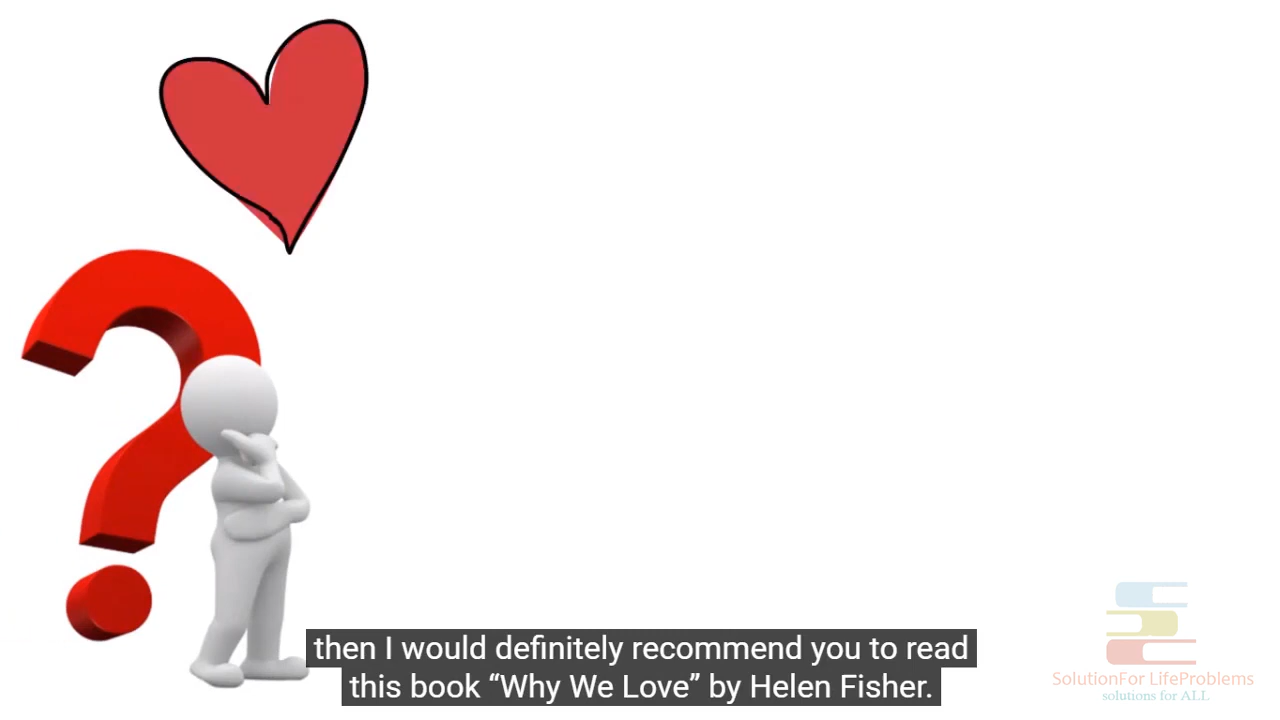 then I would definitely recommend you to read
this book “Why We Love” by Helen Fisher.
SolutionFor LifeProblems
solutions for ALL